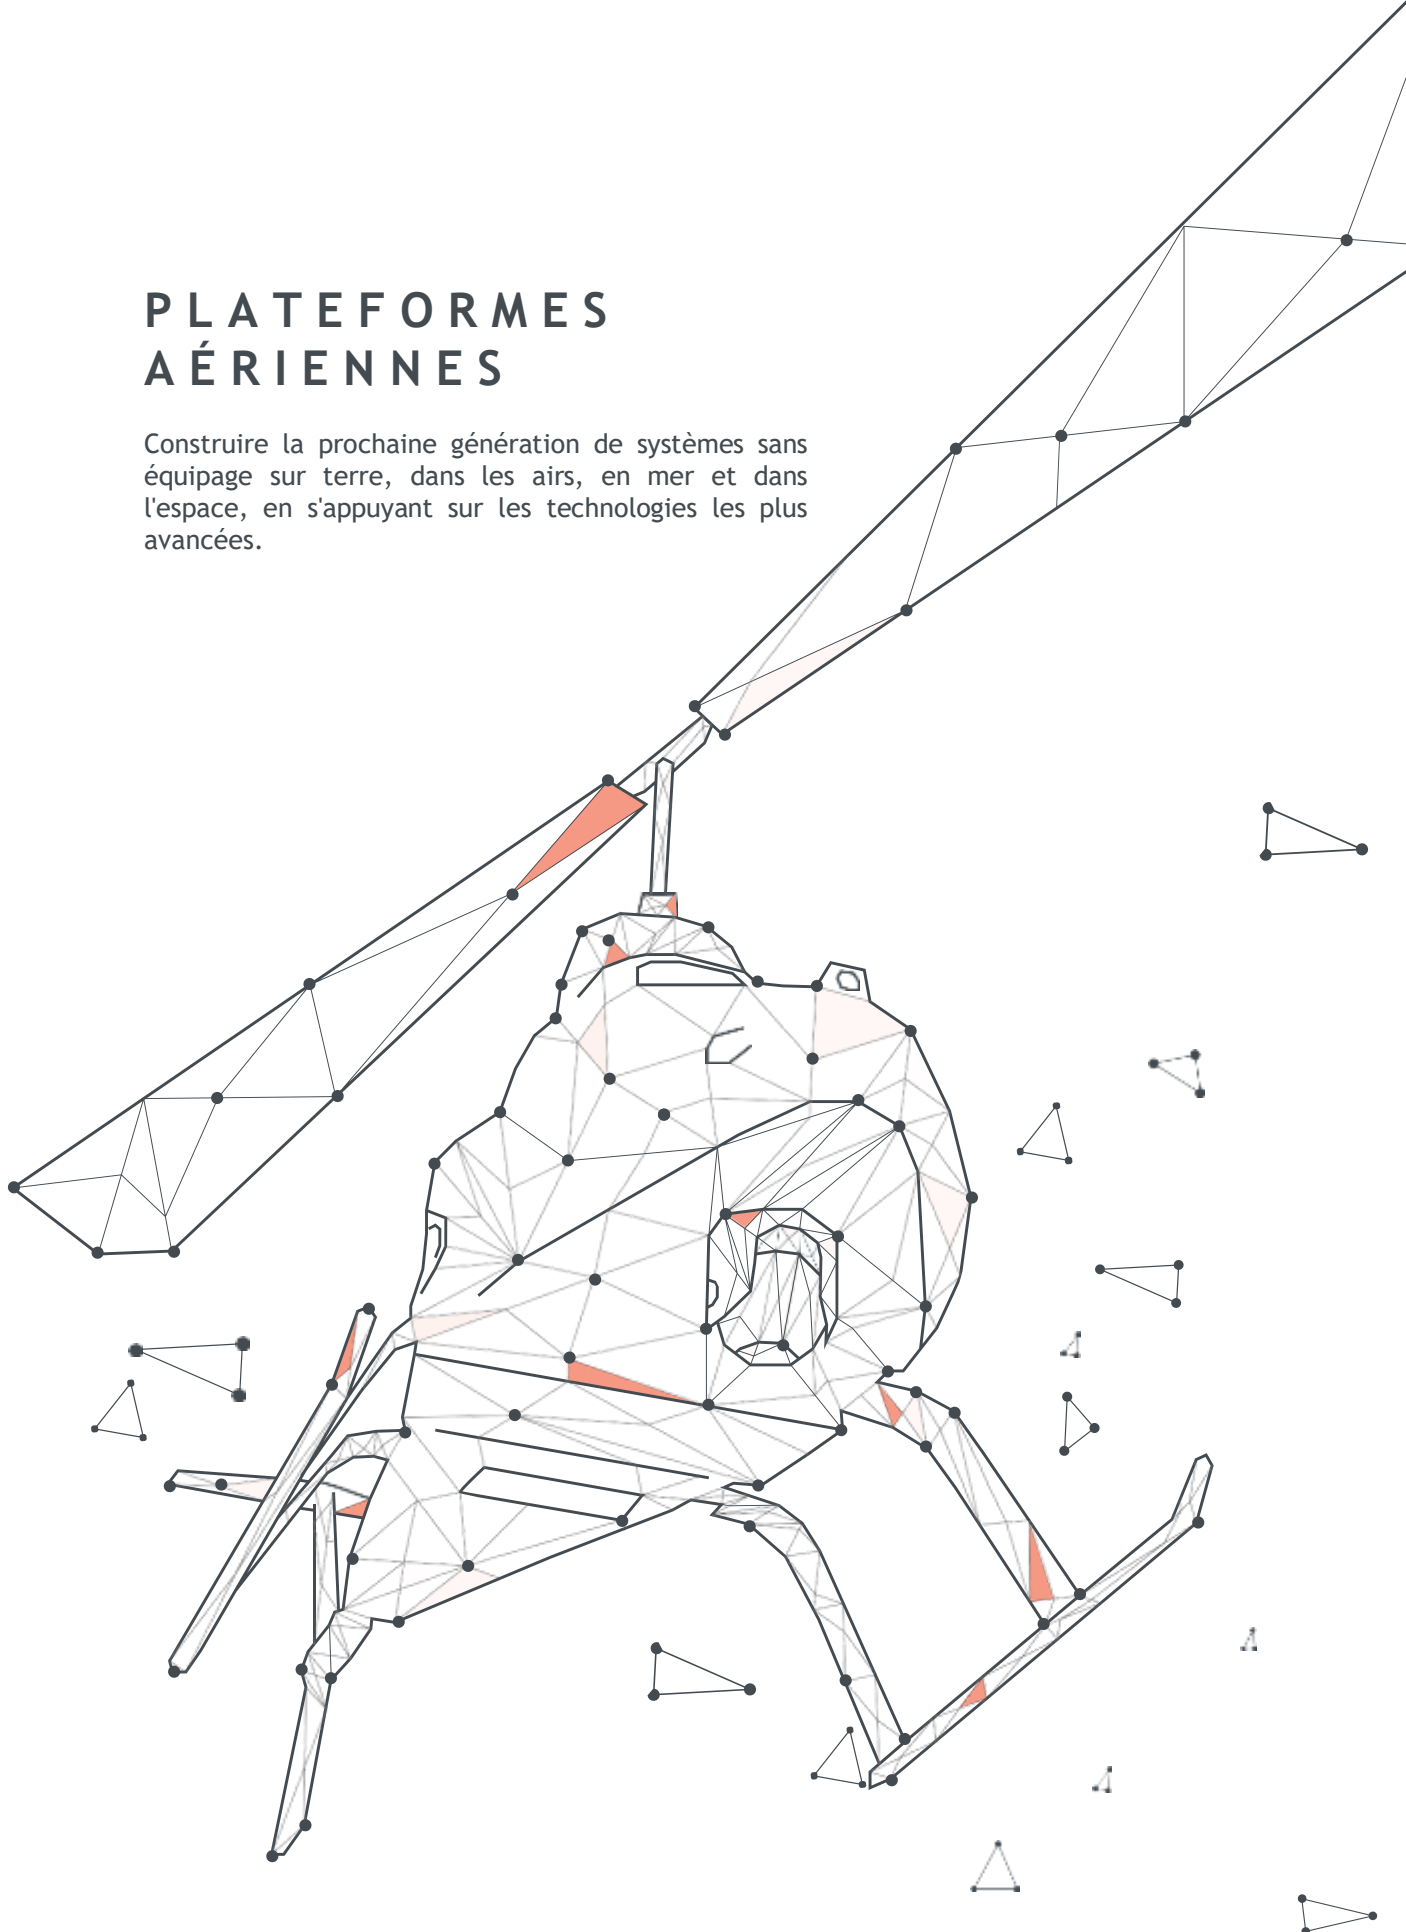 PLATEFORMES
AÉRIENNES
Construire la prochaine génération de systèmes sans
équipage sur terre, dans les airs, en mer et dans
l'espace, en s'appuyant sur les technologies les plus
avancées.